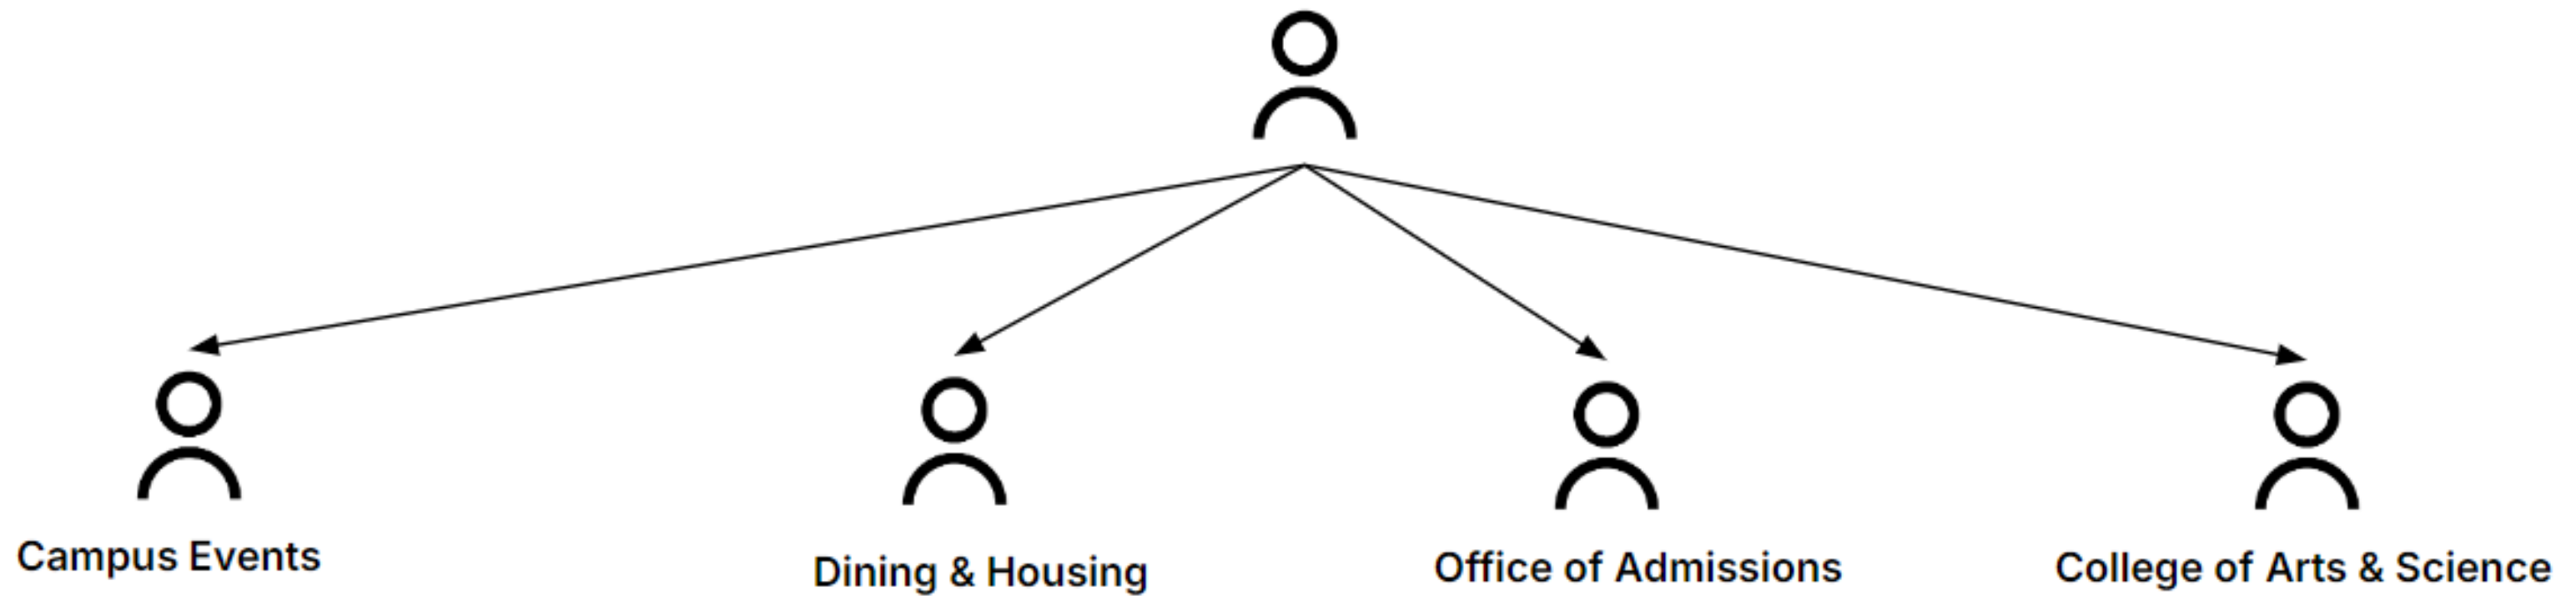 Campus Events
Dining & Housing
Office of Admissions
College of Arts & Science